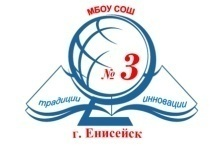 МБОУ СОШ
№ 3
традиции
инновации
г. Енисейск